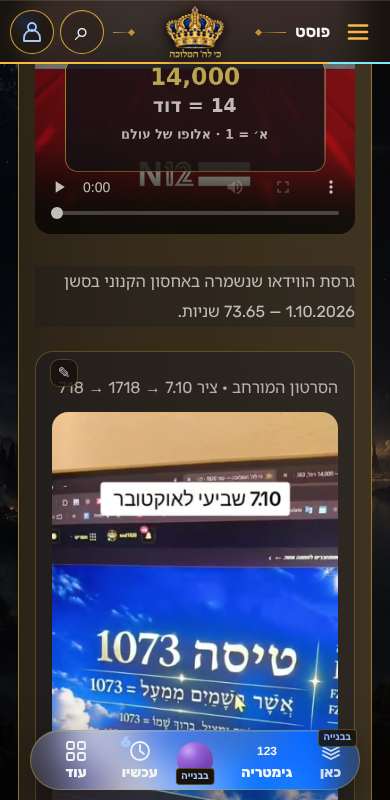 פוסט
כי לה' המלוכה
14,000
14 = דוד
א׳ = 1 · אלופו של עולם
N12
0:00
גרסת הווידאו שנשמרה באחסון הקנוני בסשן
1.10.2026 — 73.65 שניות.
הסרטון המורחב • ציר 7.10 → 1718 → 718
7.10 שביעי לאוקטובר
טיסה 1073
אֲשֶׁר מִשָּׁמַיִם מִמַּעַל = 1073
בבנייה
כאן
123
גימטריה
בבנייה
עכשיו
עוד